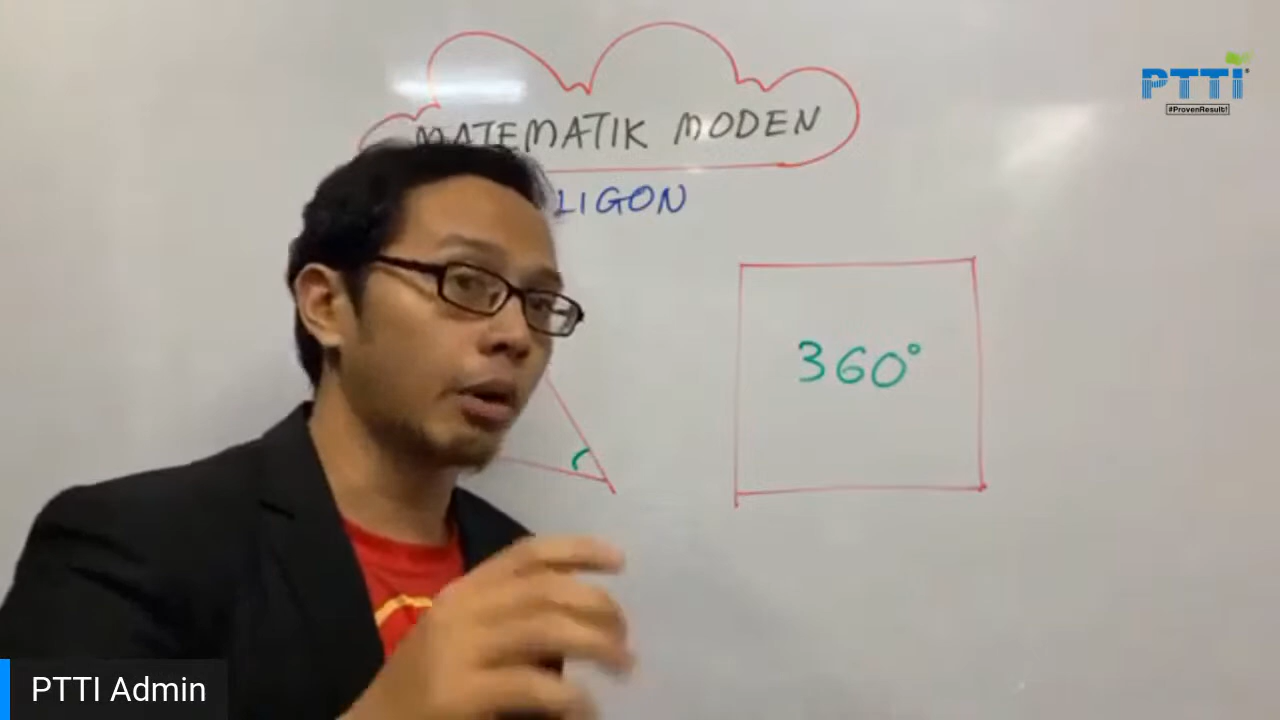 PTTI
#ProvenResult!
MATEMATIK MODEN
LIGON
360°
PTTI Admin